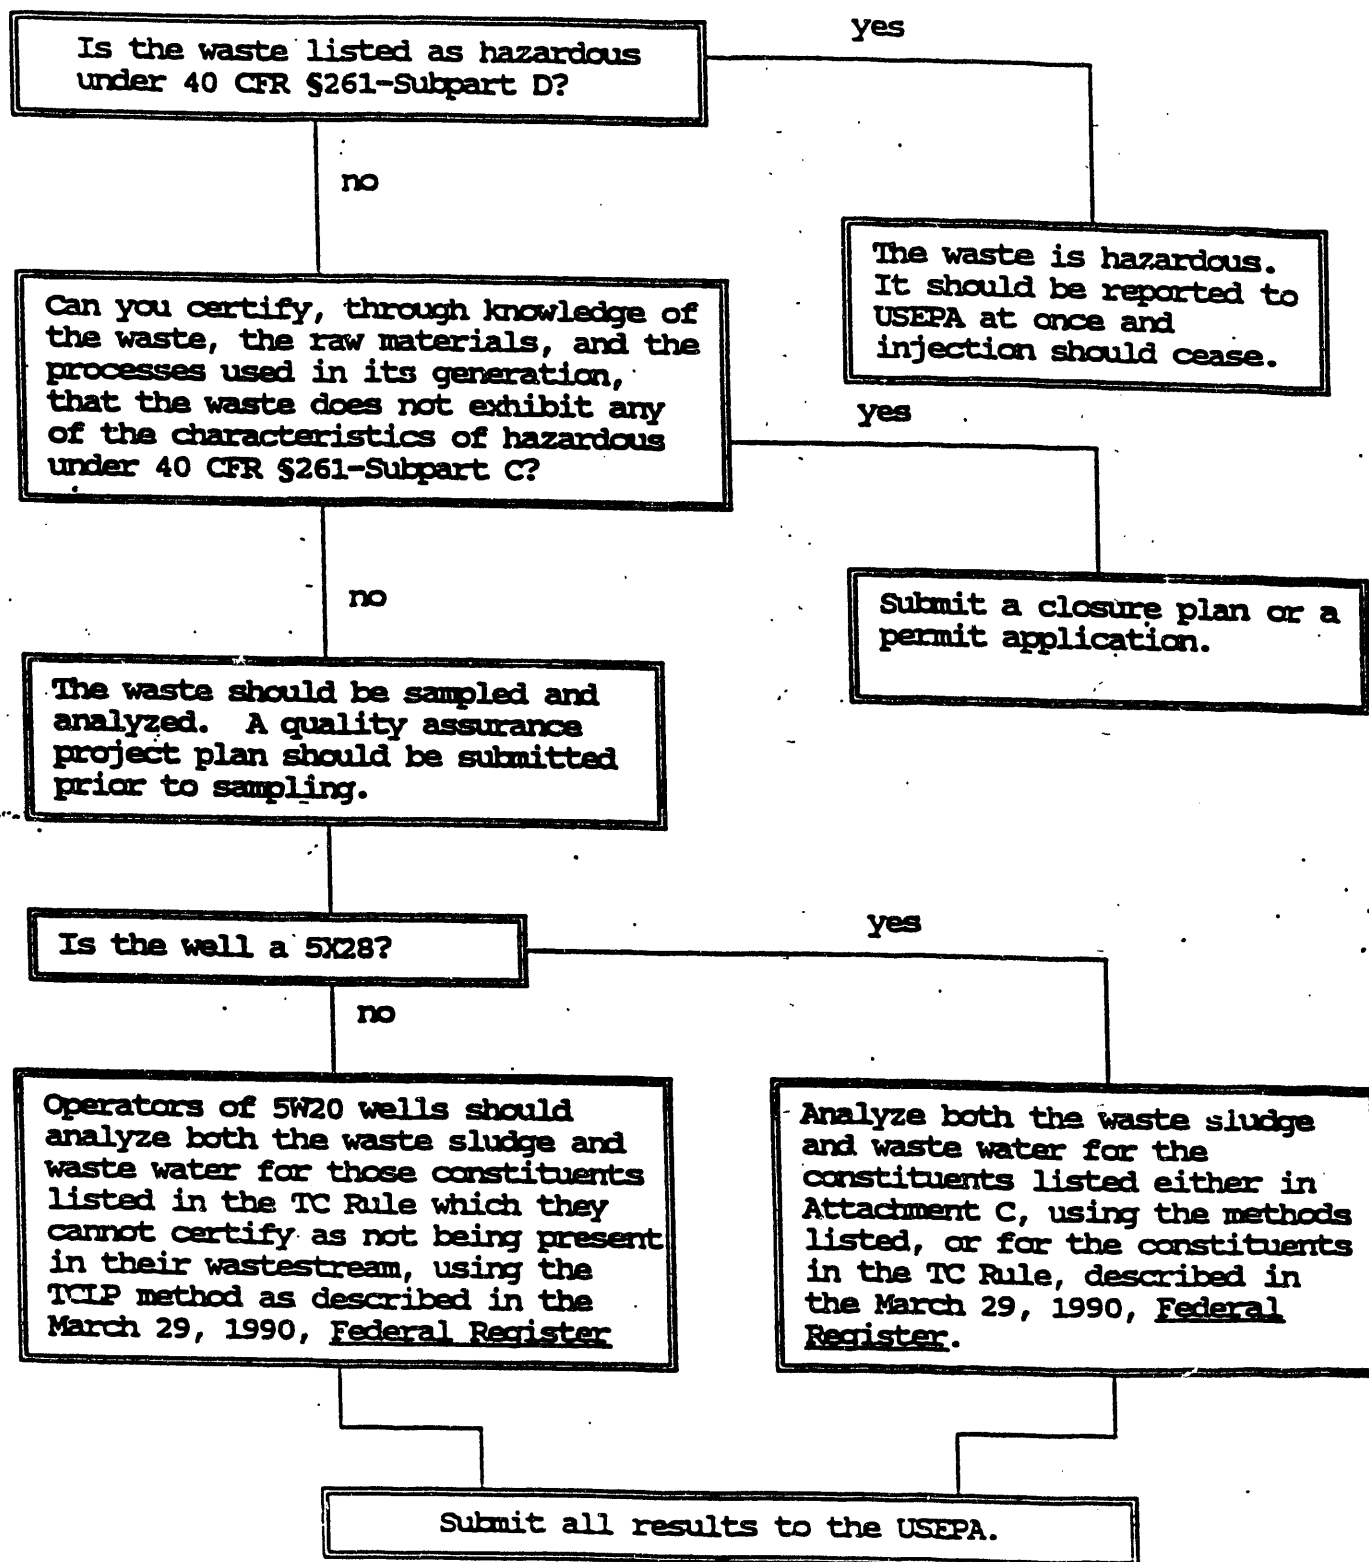 yes
Is the waste listed as hazardous
under 40 CFR §261-Subpart D?
no
The waste is hazardous.
It should be reported to
USEPA at once and
injection should cease.
Can you certify, through knowledge of
the waste, the raw materials, and the
processes used in its generation,
that the waste does not exhibit any
of the characteristics of hazardous
under 40 CFR §261-Subpart C?
yes
no
Submit a closure plan or a
permit application.
The waste should be sampled and
analyzed. A quality assurance
project plan should be submitted
prior to sampling.
Is the well a 5X28?
yes
no
Operators of 5W20 wells should
analyze both the waste sludge and
waste water for those constituents
listed in the TC Rule which they
cannot certify as not being present
in their wastestream, using the
TCLP method as described in the
March 29, 1990, Federal Register
Analyze both the waste sludge
and waste water for the
constituents listed either in
Attachment C, using the methods
listed, or for the constituents
in the TC Rule, described in
the March 29, 1990, Federal
Register.
Submit all results to the USEPA.